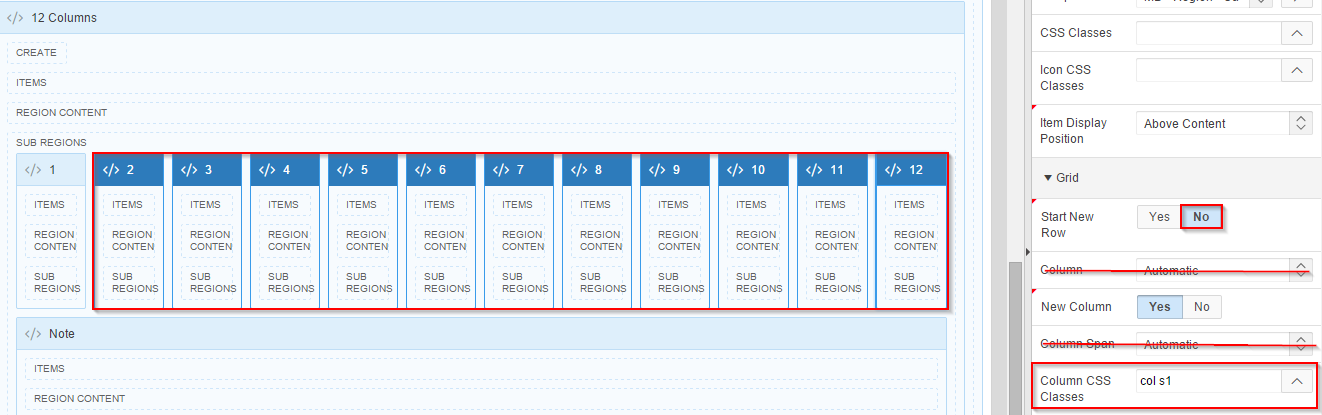 </> 12 Columns
CREATE
ITEMS
REGION CONTENT
SUB REGIONS
</> 1 </> 2 </> 3 </> 4 </> 5 </> 6 </> 7 </> 8 </> 9 </> 10 </> 11 </> 12
ITEMS ITEMS ITEMS ITEMS ITEMS ITEMS ITEMS ITEMS ITEMS ITEMS ITEMS ITEMS
REGION REGION REGION REGION REGION REGION REGION REGION REGION REGION REGION REGION
CONTEN CONTEN CONTEN CONTEN CONTEN CONTEN CONTEN CONTEN CONTEN CONTEN CONTEN CONTEN
SUB SUB SUB SUB SUB SUB SUB SUB SUB SUB SUB SUB
REGIONS REGIONS REGIONS REGIONS REGIONS REGIONS REGIONS REGIONS REGIONS REGIONS REGIONS REGIONS
</> Note
ITEMS
REGION CONTENT
CSS Classes
Icon CSS
Classes
Item Display
Position
Above Content
Grid
Start New
Row
Yes No
Column Automatic
New Column Yes No
Column Span Automatic
Column CSS
Classes
col s1